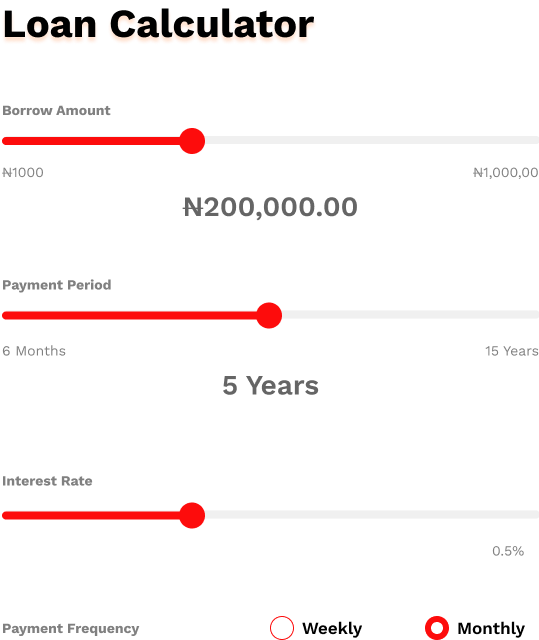 Loan Calculator
Borrow Amount
₦1000 ₦1,000,00
₦200,000.00
Payment Period
6 Months 15 Years
5 Years
Interest Rate
0.5%
Payment Frequency Weekly Monthly